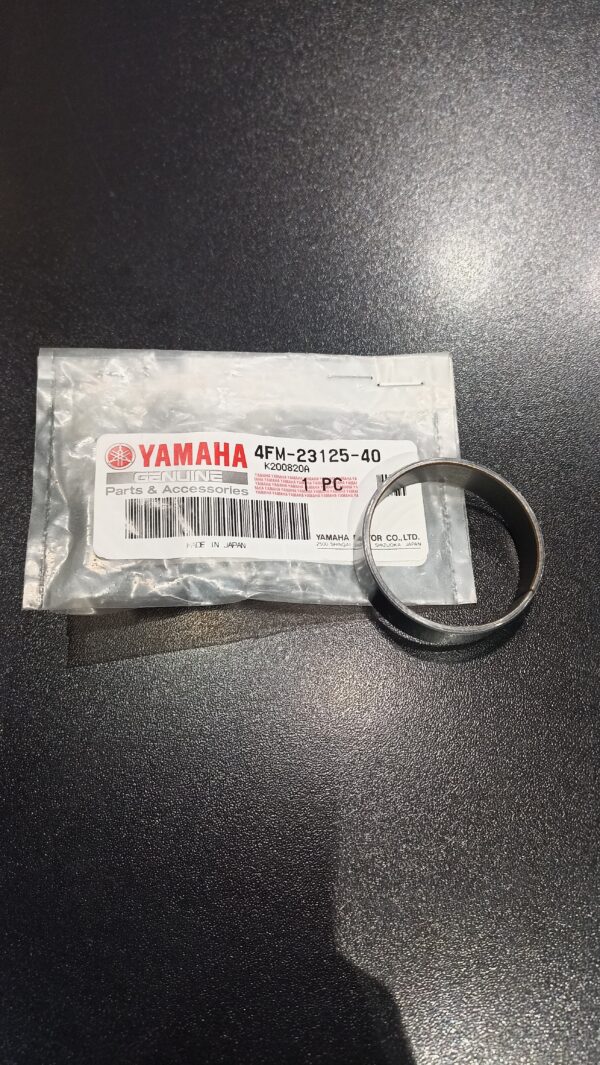 YAMAHA 4FM-23125-40
K200820A
GENUINE
Parts & Accessories 1 PC
YAMAHA MOTOR CO., LTD.
MADE IN JAPAN